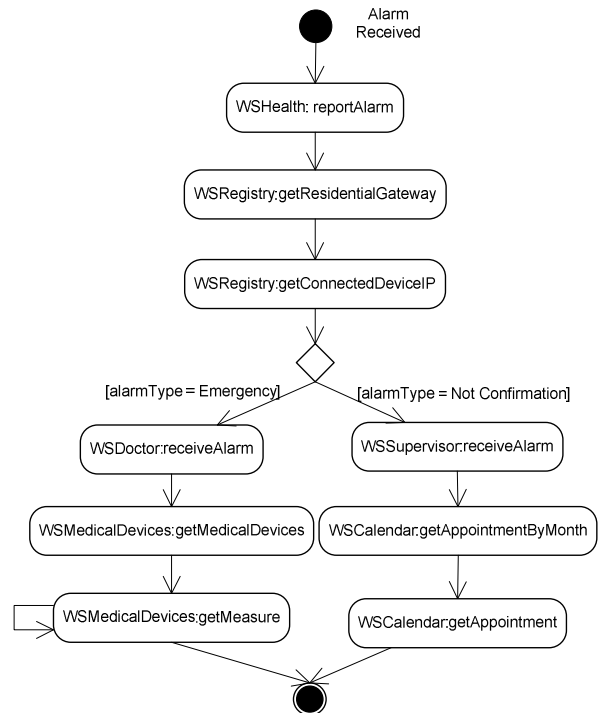 Alarm
Received
WSHealth: reportAlarm
WSRegistry:getResidentialGateway
WSRegistry:getConnectedDeviceIP
[alarmType = Emergency]
[alarmType = Not Confirmation]
WSDoctor:receiveAlarm
WSSupervisor:receiveAlarm
WSMedicalDevices:getMedicalDevices
WSCalendar:getAppointmentByMonth
WSMedicalDevices:getMeasure
WSCalendar:getAppointment